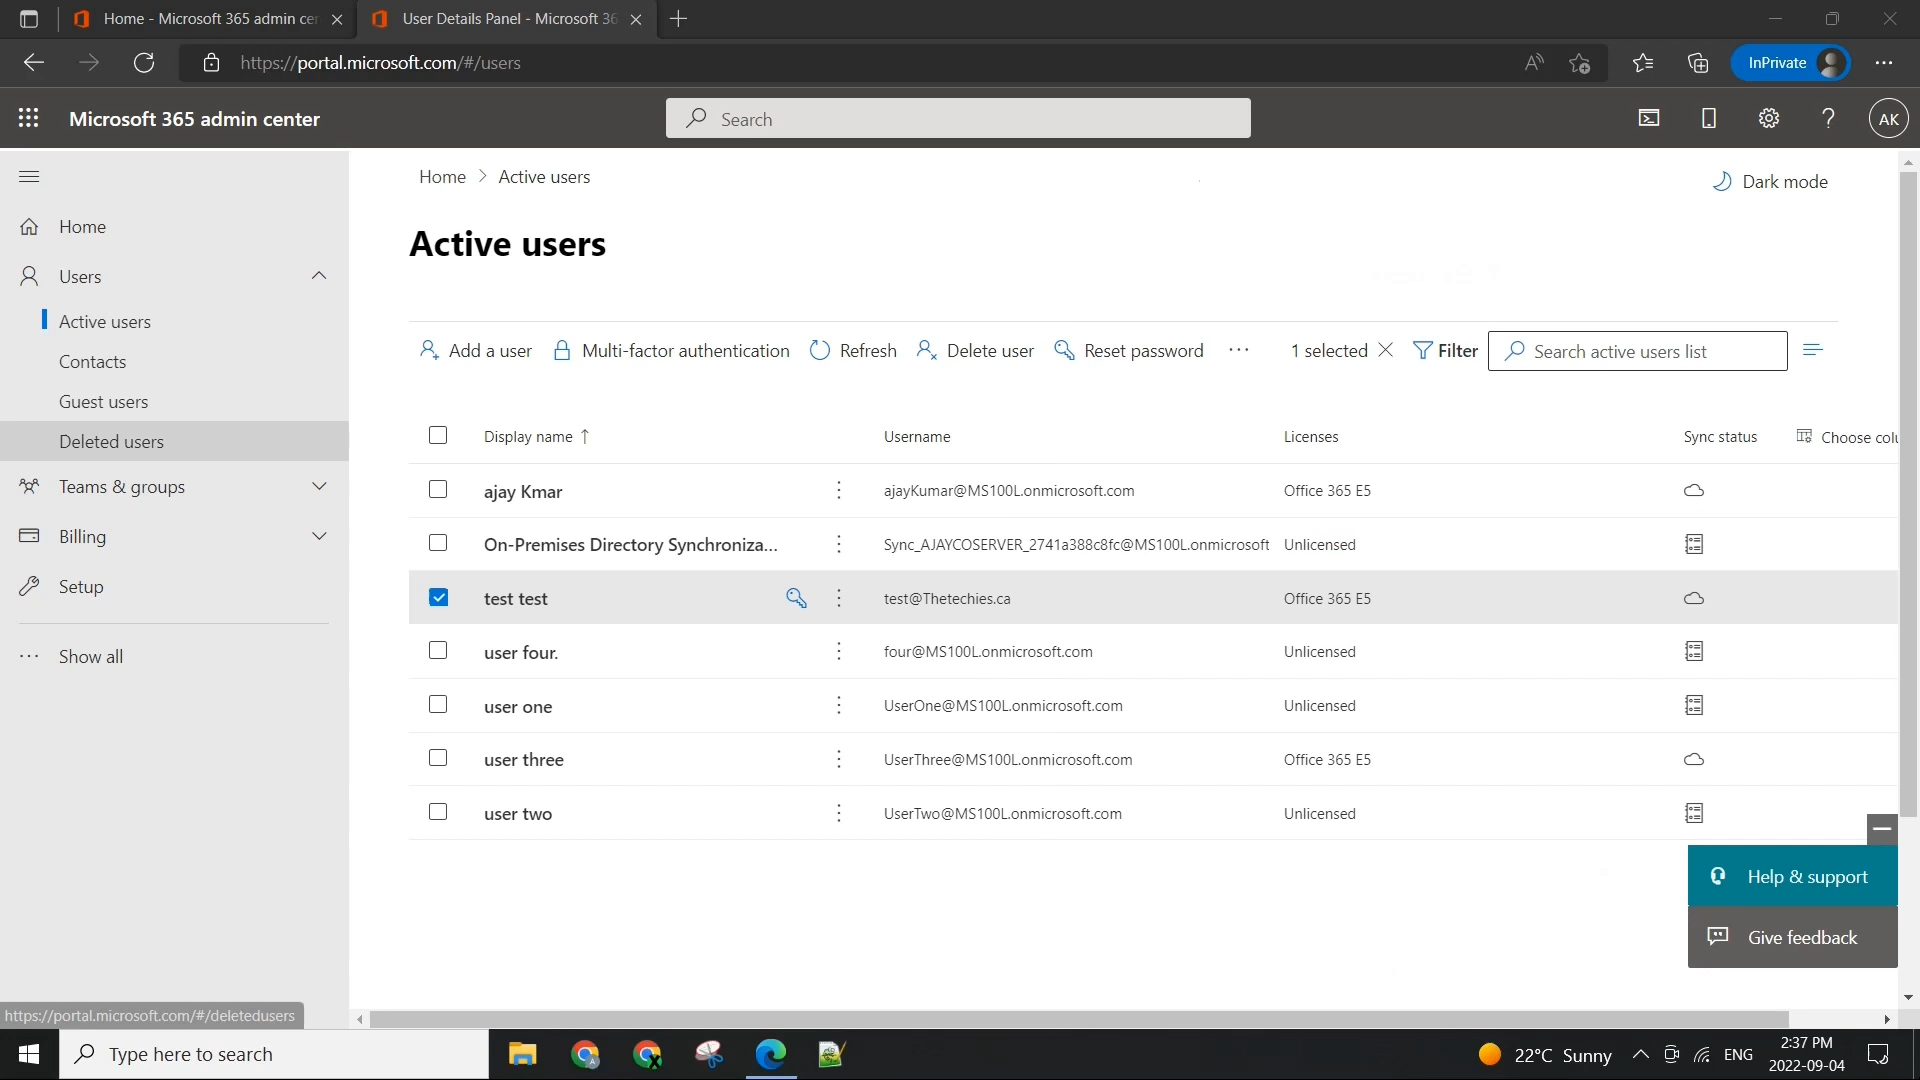 Home - Microsoft 365 admin cer
User Details Panel - Microsoft 36
https://portal.microsoft.com/#/users
InPrivate
Microsoft 365 admin center
Search
AK
Home
Users
Active users
Contacts
Guest users
Deleted users
Teams & groups
Billing
Setup
Show all
Home > Active users
Dark mode
Active users
Add a user Multi-factor authentication Refresh Delete user Reset password 1 selected Filter Search active users list
Display name ↑ Username Licenses Sync status Choose colu
ajay Kmar ajayKumar@MS100L.onmicrosoft.com Office 365 E5
On-Premises Directory Synchroniza... Sync_AJAYCOSERVER_2741a388c8fc@MS100L.onmicrosoft Unlicensed
test test test@Thetechies.ca Office 365 E5
user four. four@MS100L.onmicrosoft.com Unlicensed
user one UserOne@MS100L.onmicrosoft.com Unlicensed
user three UserThree@MS100L.onmicrosoft.com Office 365 E5
user two UserTwo@MS100L.onmicrosoft.com Unlicensed
Help & support
Give feedback
https://portal.microsoft.com/#/deletedusers
Type here to search
22°C Sunny
ENG
2:37 PM
2022-09-04